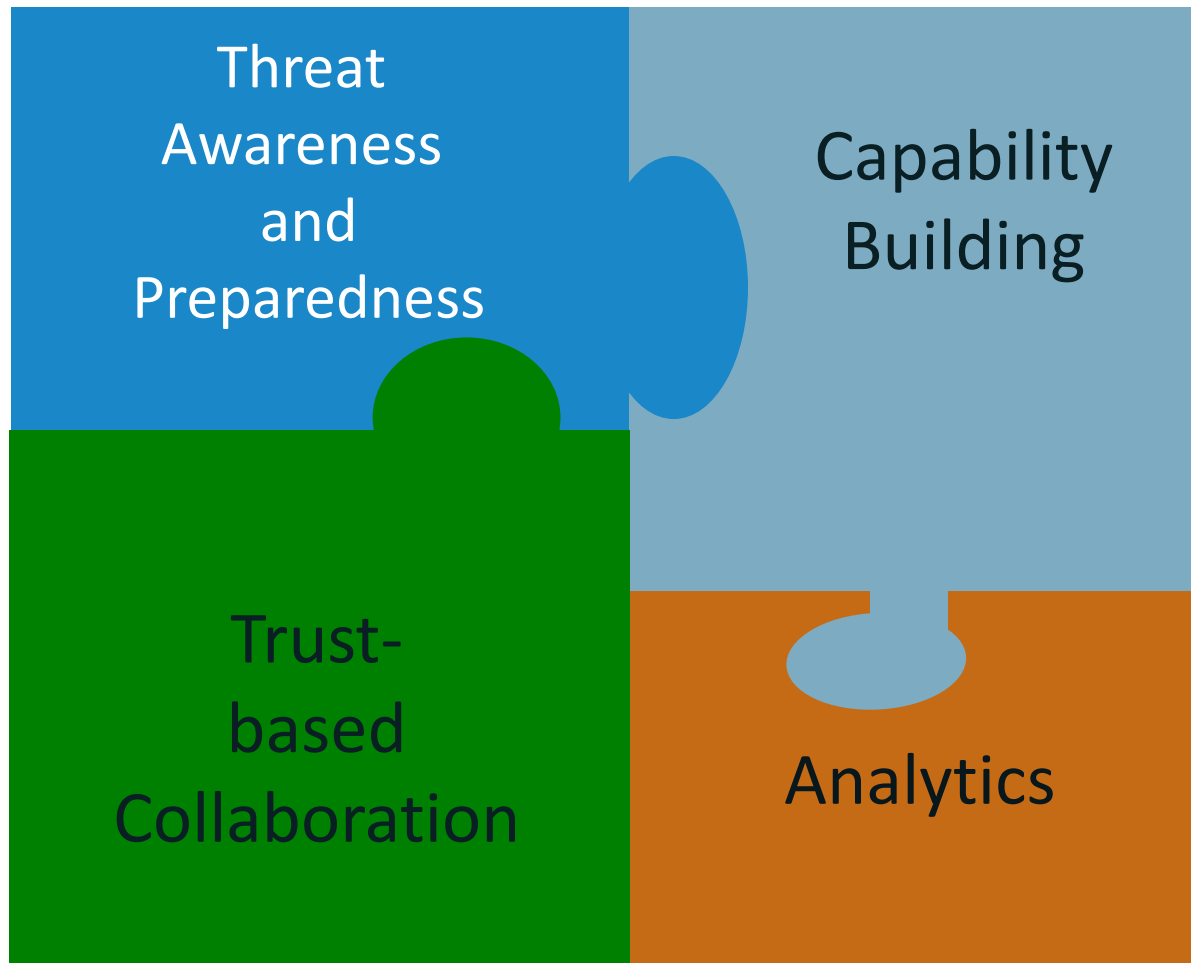 Threat
Awareness
and
Preparedness
Capability
Building
Trust-
based
Collaboration
Analytics